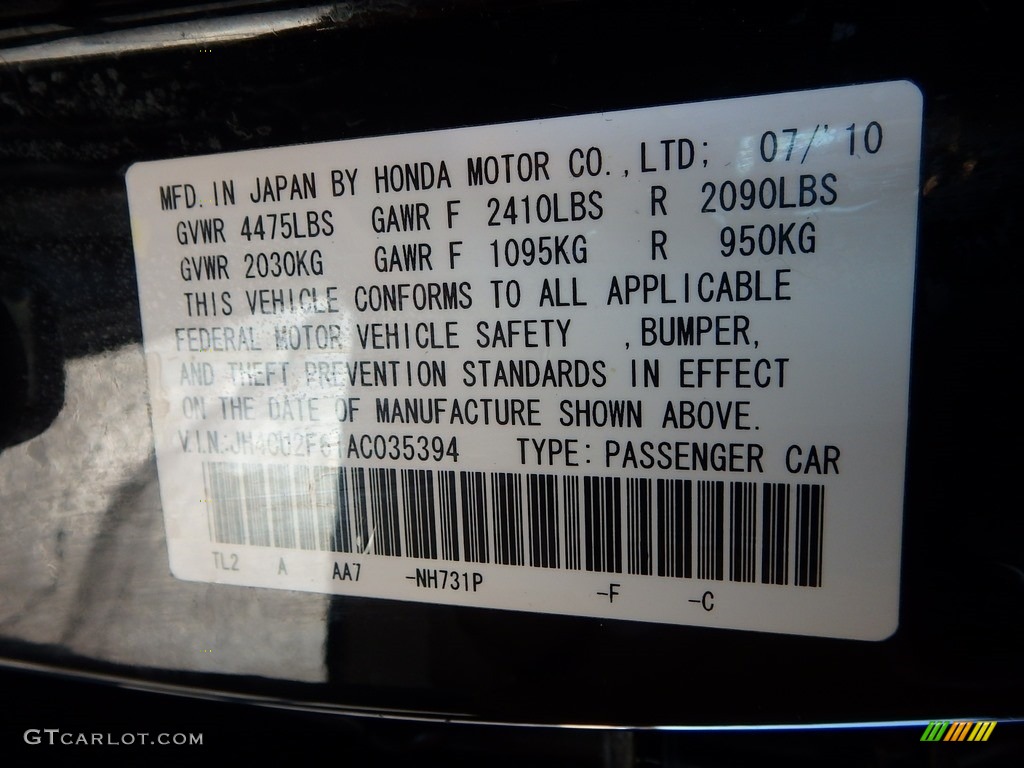 MFD. IN JAPAN BY HONDA MOTOR CO.,LTD; 07/'10
GVWR 4475LBS GAWR F 2410LBS R 2090LBS
GVWR 2030KG GAWR F 1095KG R 950KG
THIS VEHICLE CONFORMS TO ALL APPLICABLE
FEDERAL MOTOR VEHICLE SAFETY , BUMPER,
AND THEFT PREVENTION STANDARDS IN EFFECT
ON THE DATE OF MANUFACTURE SHOWN ABOVE.
V.I.N.:JH4CU2F61AC035394 TYPE: PASSENGER CAR
TL2 A AA7 -NH731P -F -C
GTCARLOT.COM